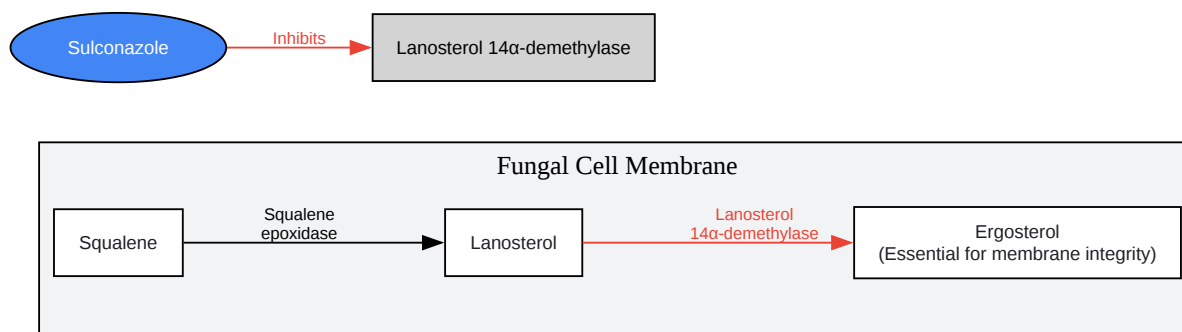 Sulconazole
Inhibits
Lanosterol 14α-demethylase
Fungal Cell Membrane
Squalene
Squalene
epoxidase
Lanosterol
Lanosterol
14α-demethylase
Ergosterol
(Essential for membrane integrity)